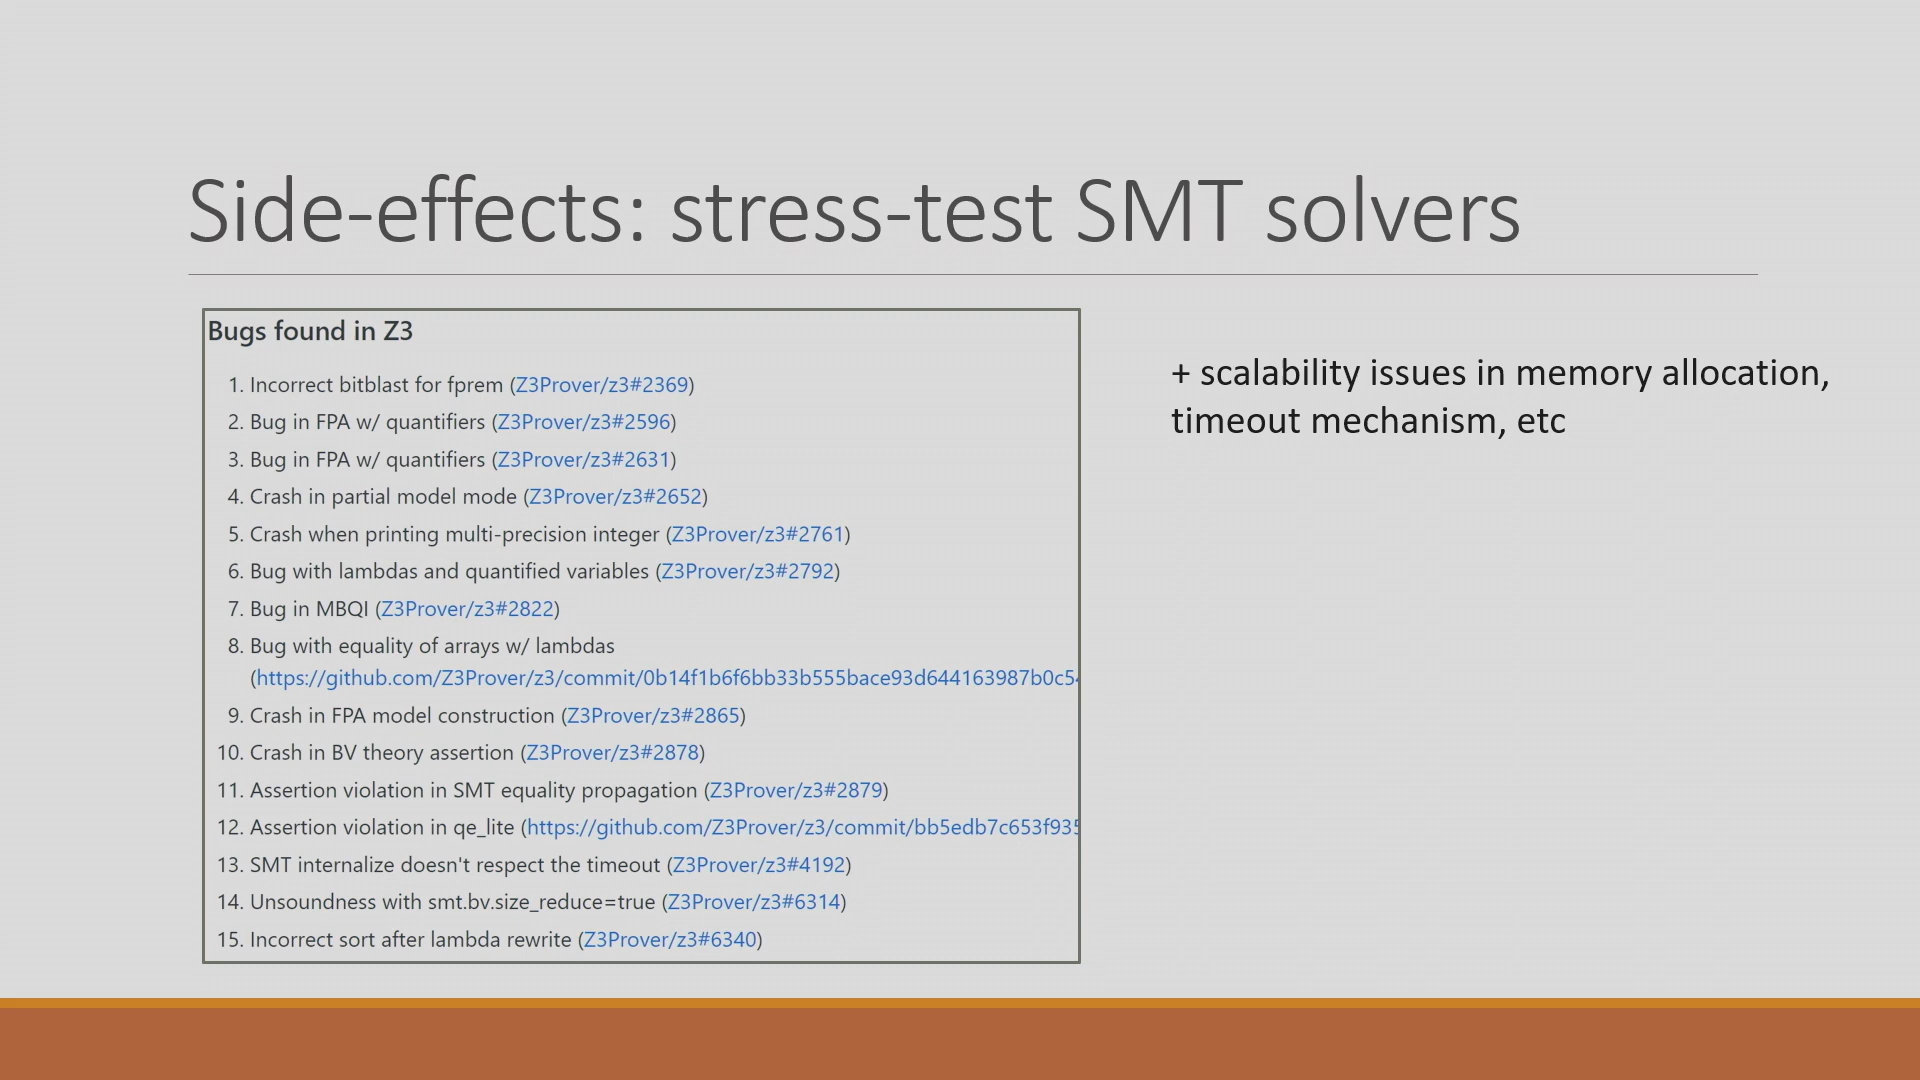 Side-effects: stress-test SMT solvers
Bugs found in Z3
1. Incorrect bitblast for fprem (Z3Prover/z3#2369)
2. Bug in FPA w/ quantifiers (Z3Prover/z3#2596)
3. Bug in FPA w/ quantifiers (Z3Prover/z3#2631)
4. Crash in partial model mode (Z3Prover/z3#2652)
5. Crash when printing multi-precision integer (Z3Prover/z3#2761)
6. Bug with lambdas and quantified variables (Z3Prover/z3#2792)
7. Bug in MBQI (Z3Prover/z3#2822)
8. Bug with equality of arrays w/ lambdas
(https://github.com/Z3Prover/z3/commit/0b14f1b6f6bb33b555bace93d644163987b0c54
9. Crash in FPA model construction (Z3Prover/z3#2865)
10. Crash in BV theory assertion (Z3Prover/z3#2878)
11. Assertion violation in SMT equality propagation (Z3Prover/z3#2879)
12. Assertion violation in qe_lite (https://github.com/Z3Prover/z3/commit/bb5edb7c653f935
13. SMT internalize doesn't respect the timeout (Z3Prover/z3#4192)
14. Unsoundness with smt.bv.size_reduce=true (Z3Prover/z3#6314)
15. Incorrect sort after lambda rewrite (Z3Prover/z3#6340)
+ scalability issues in memory allocation,
timeout mechanism, etc